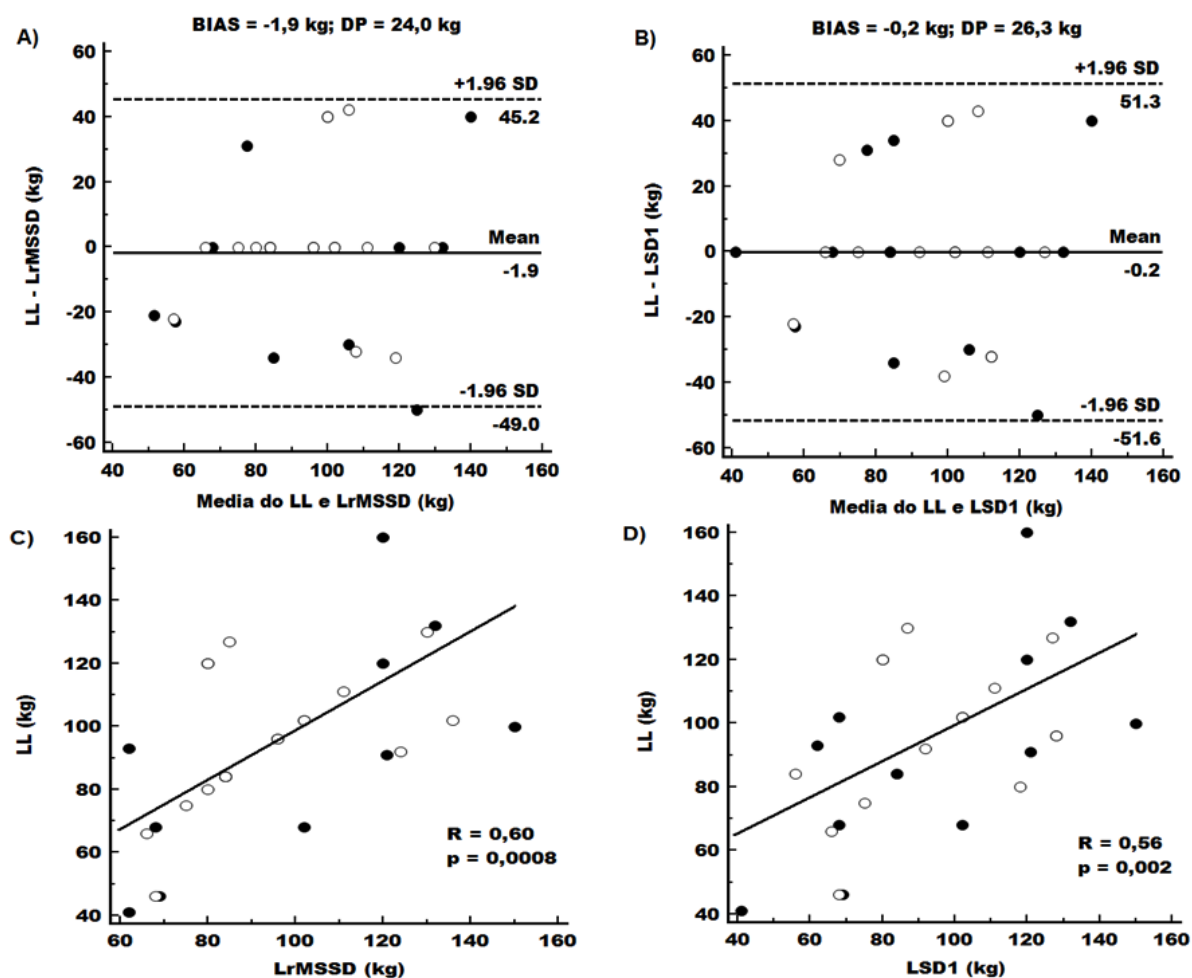 A)
BIAS = -1,9 kg; DP = 24,0 kg
60
40
20
0
-20
-40
-60
LL - LrMSSD (kg)
+1.96 SD
45.2
Mean
-1.9
-1.96 SD
-49.0
40 60 80 100 120 140 160
Media do LL e LrMSSD (kg)
B)
BIAS = -0,2 kg; DP = 26,3 kg
60
40
20
0
-20
-40
-60
LL - LSD1 (kg)
+1.96 SD
51.3
Mean
-0.2
-1.96 SD
-51.6
40 60 80 100 120 140 160
Media do LL e LSD1 (kg)
C)
160
140
120
100
80
60
40
LL (kg)
R = 0,60
p = 0,0008
60 80 100 120 140 160
LrMSSD (kg)
D)
160
140
120
100
80
60
40
LL (kg)
R = 0,56
p = 0,002
40 60 80 100 120 140 160
LSD1 (kg)